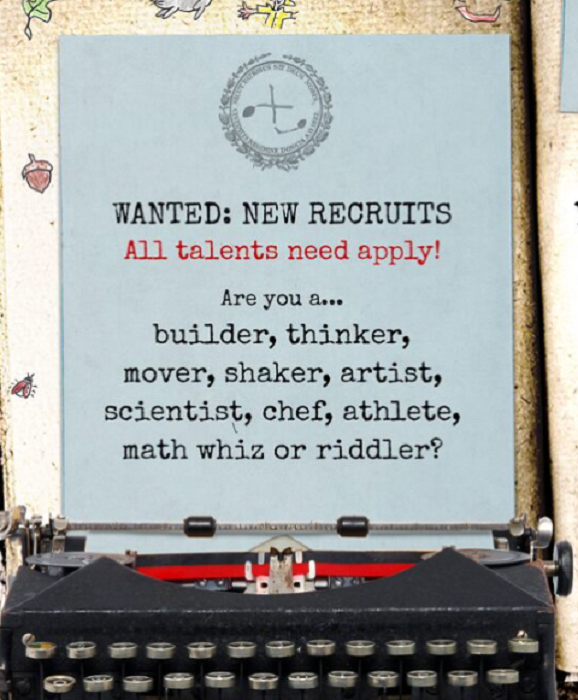 WANTED: NEW RECRUITS
All talents need apply!
Are you a...
builder, thinker,
mover, shaker, artist,
scientist, chef, athlete,
math whiz or riddler?